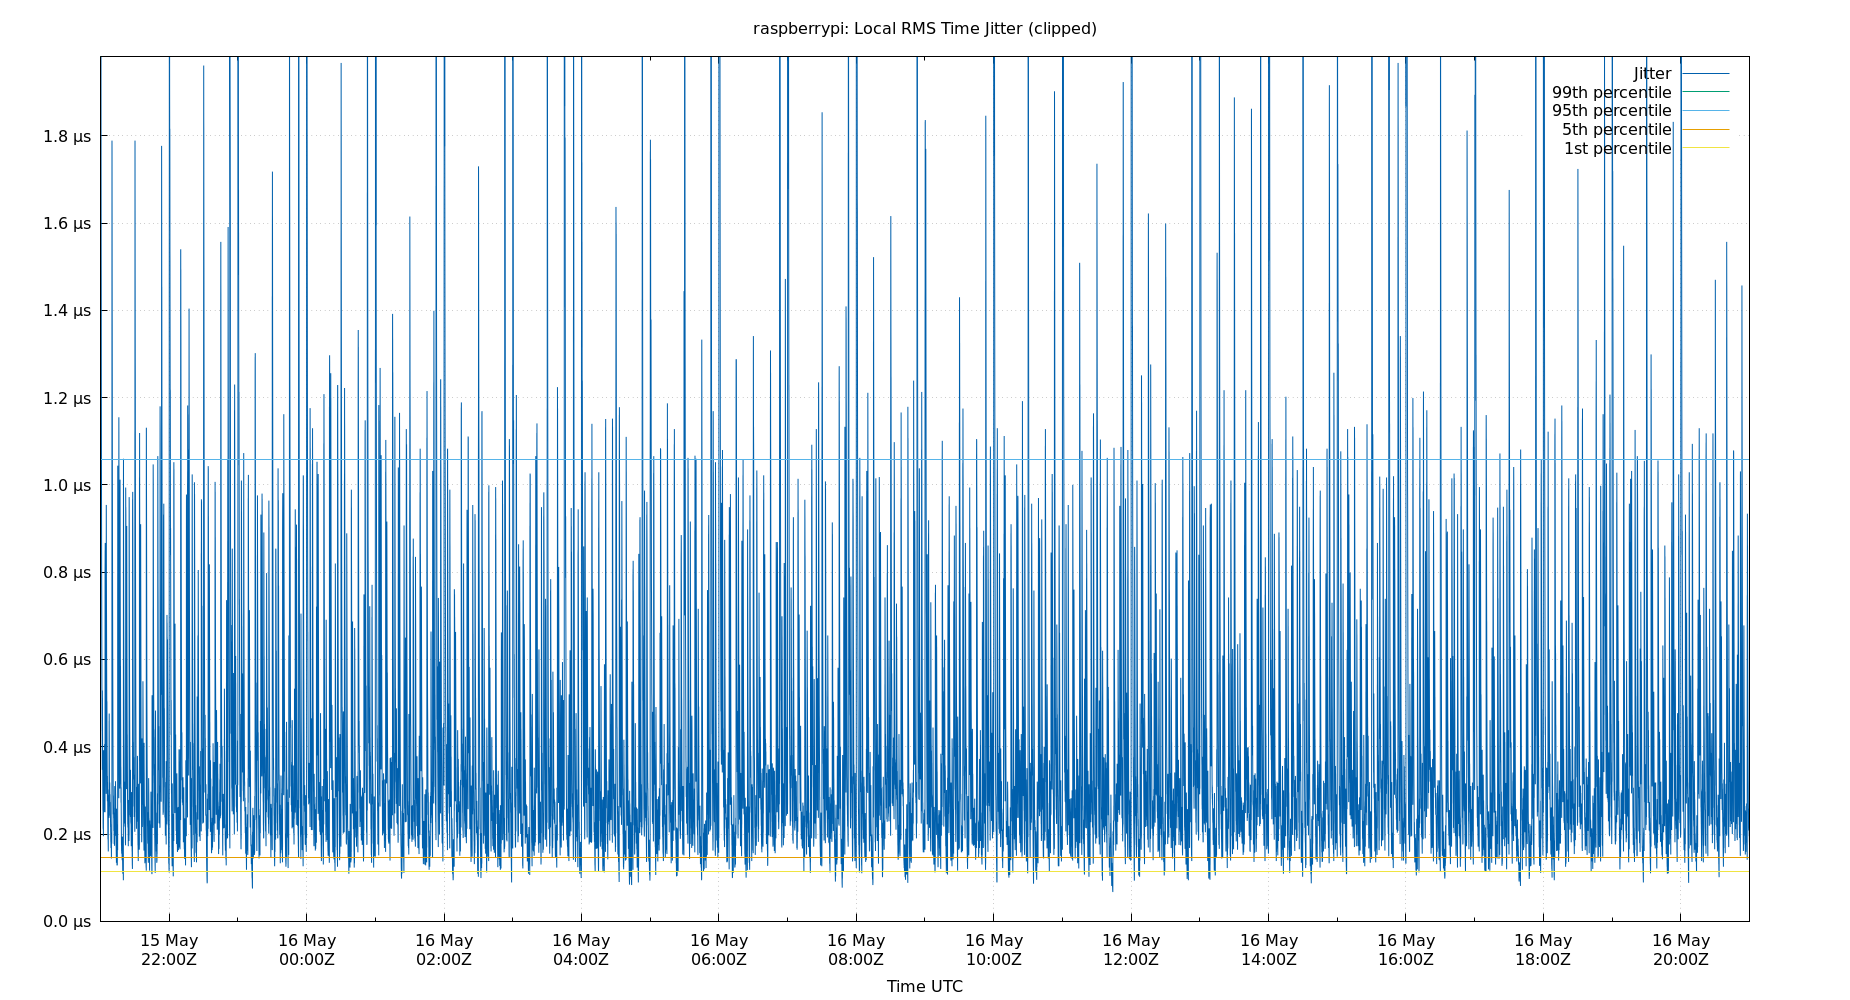 raspberrypi: Local RMS Time Jitter (clipped)
Jitter
99th percentile
95th percentile
5th percentile
1st percentile
1.8 μs
1.6 μs
1.4 μs
1.2 μs
1.0 μs
0.8 μs
0.6 μs
0.4 μs
0.2 μs
0.0 μs
15 May 16 May 16 May 16 May 16 May 16 May 16 May 16 May 16 May 16 May 16 May 16 May
22:00Z 00:00Z 02:00Z 04:00Z 06:00Z 08:00Z 10:00Z 12:00Z 14:00Z 16:00Z 18:00Z 20:00Z
Time UTC